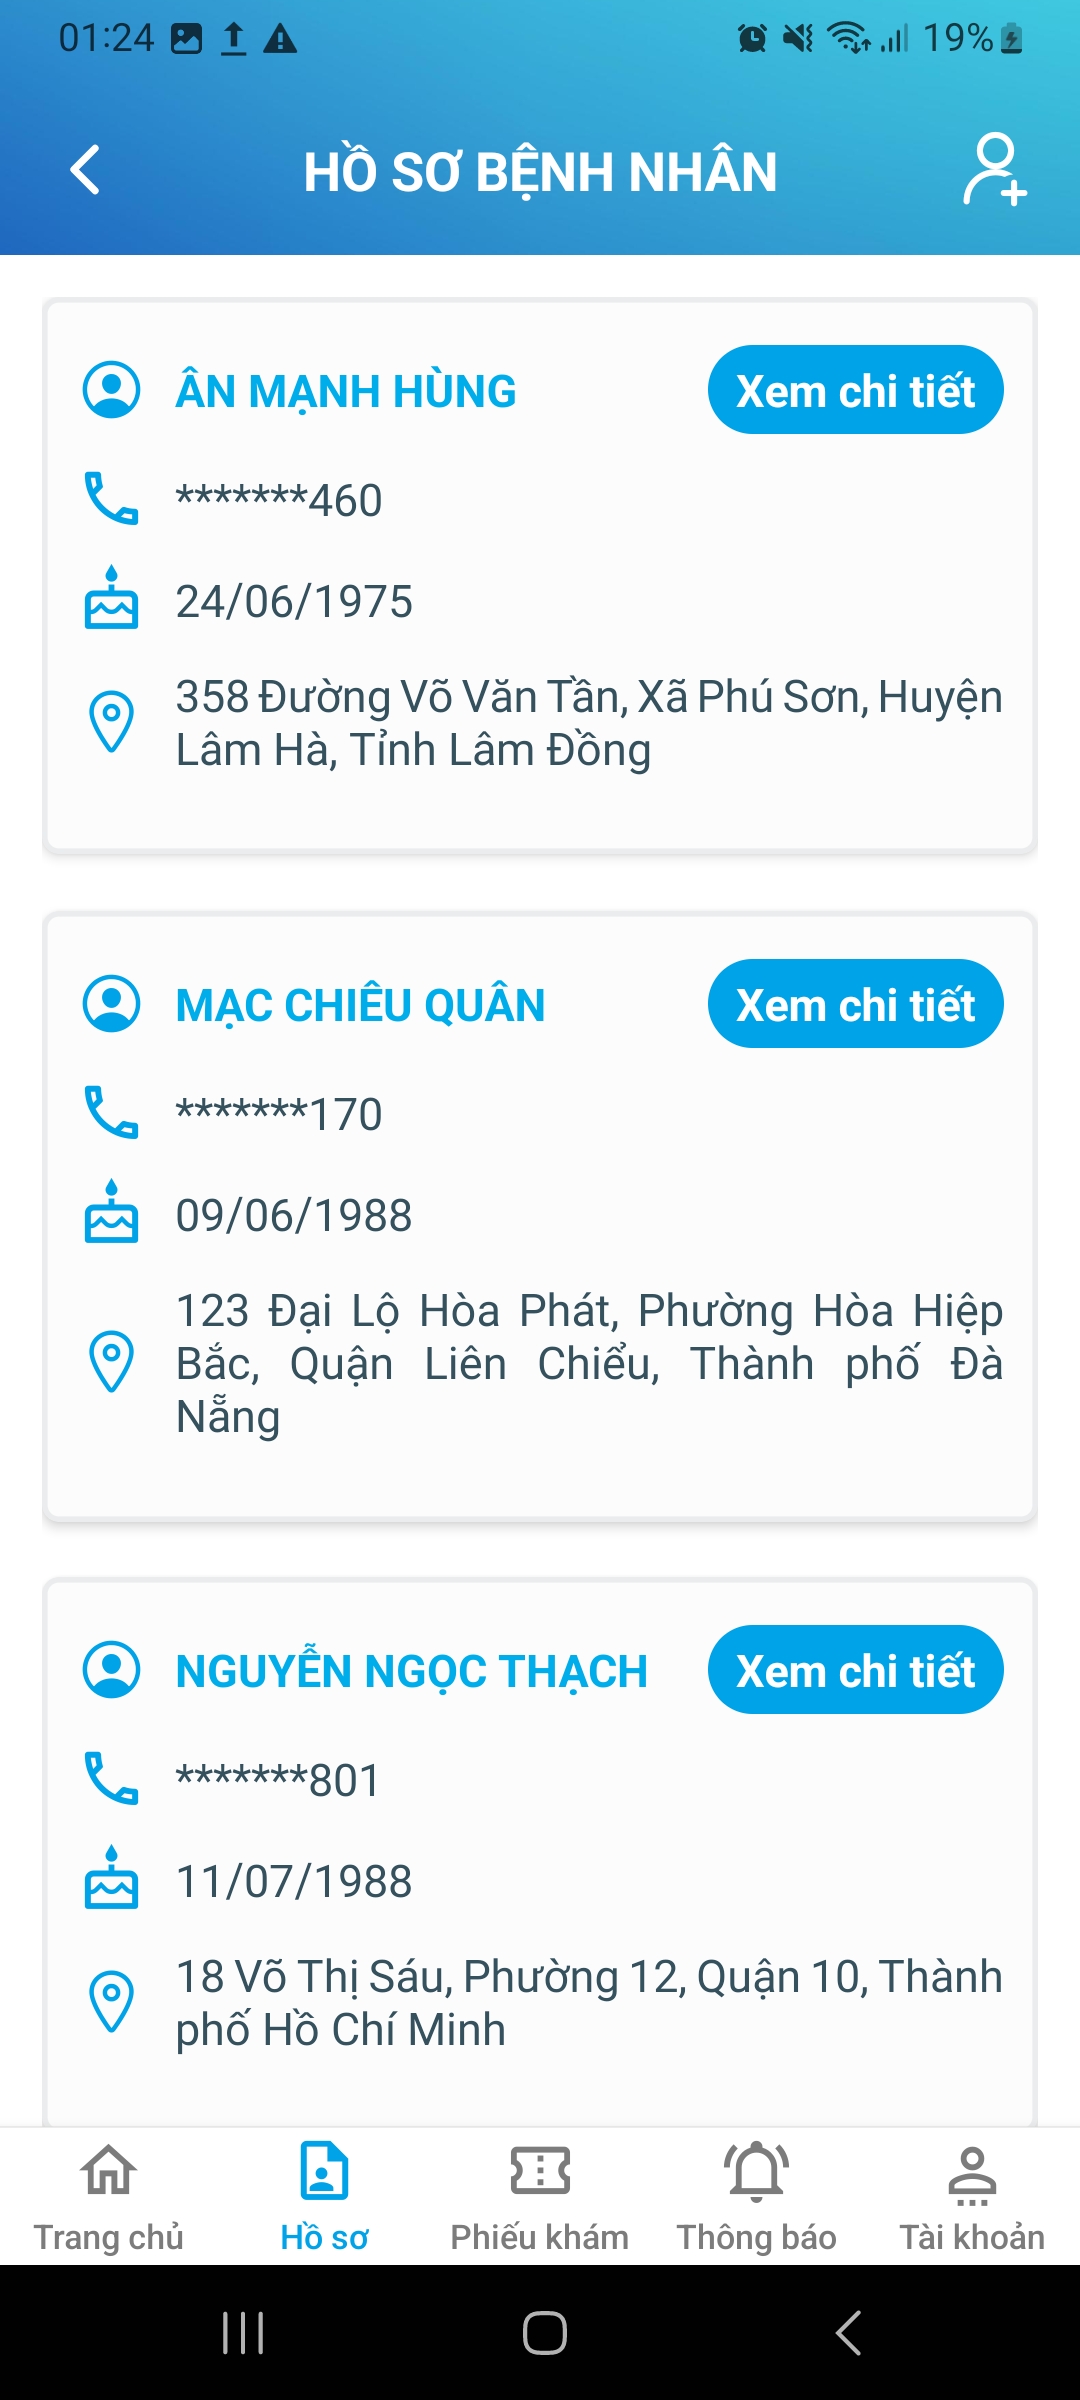 01:24
19%
HỒ SƠ BỆNH NHÂN
ÂN MẠNH HÙNG
Xem chi tiết
*******460
24/06/1975
358 Đường Võ Văn Tần, Xã Phú Sơn, Huyện
Lâm Hà, Tỉnh Lâm Đồng
MẠC CHIÊU QUÂN
Xem chi tiết
*******170
09/06/1988
123 Đại Lộ Hòa Phát, Phường Hòa Hiệp
Bắc, Quận Liên Chiểu, Thành phố Đà
Nẵng
NGUYỄN NGỌC THẠCH
Xem chi tiết
*******801
11/07/1988
18 Võ Thị Sáu, Phường 12, Quận 10, Thành
phố Hồ Chí Minh
Trang chủ
Hồ sơ
Phiếu khám
Thông báo
Tài khoản